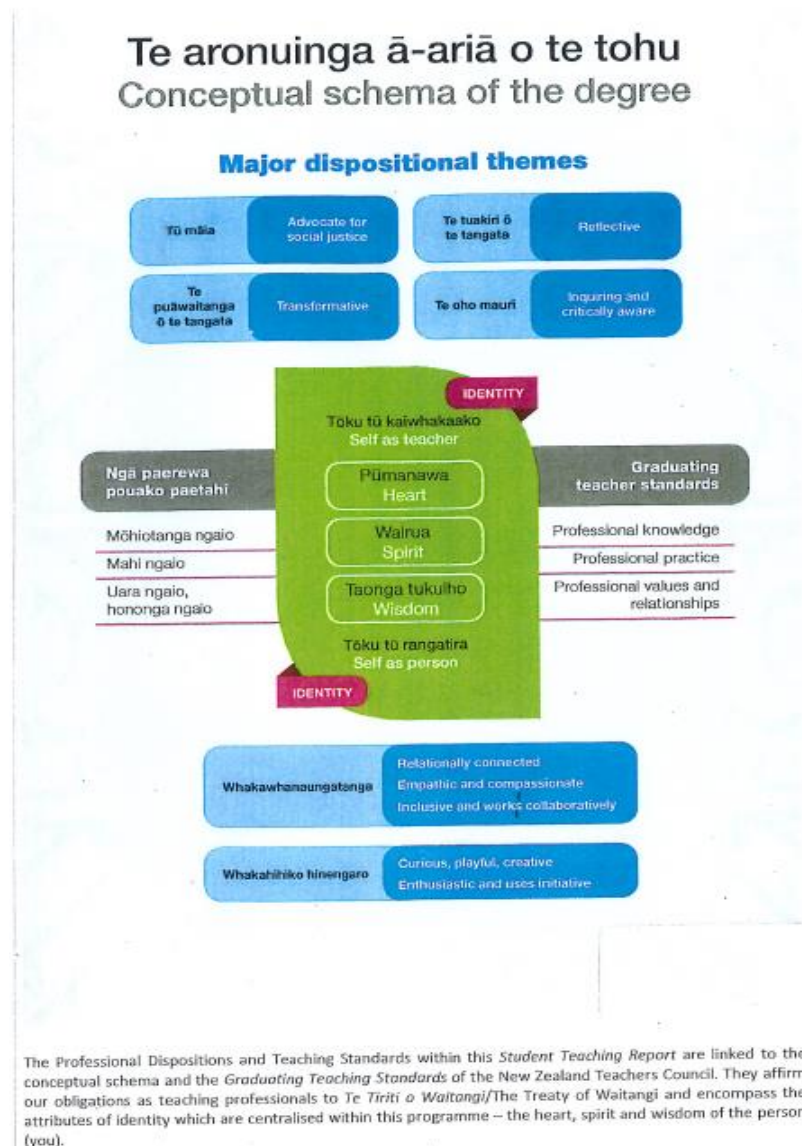 Te aronuinga ā-ariā o te tohu
Conceptual schema of the degree
Major dispositional themes
Tū māia
Advocate for
social justice
Te tuakiri ō
te tangata
Reflective
Te
puāwaitanga
ō te tangata
Transformative
Te oho mauri
Inquiring and
critically aware
IDENTITY
Tōku tū kaiwhakaako
Self as teacher
Ngā paerewa
pouako paetahi
Pūmanawa
Heart
Graduating
teacher standards
Mōhiotanga ngaio
Wairua
Spirit
Professional knowledge
Mahi ngaio
Professional practice
Uara ngaio,
hononga ngaio
Taonga tukuiho
Wisdom
Professional values and
relationships
Tōku tū rangatira
Self as person
IDENTITY
Whakawhanaungatanga
Relationally connected
Empathic and compassionate
Inclusive and works collaboratively
Whakahihiko hinengaro
Curious, playful, creative
Enthusiastic and uses initiative
The Professional Dispositions and Teaching Standards within this Student Teaching Report are linked to the
conceptual schema and the Graduating Teaching Standards of the New Zealand Teachers Council. They affirm
our obligations as teaching professionals to Te Tiriti o Waitangi/The Treaty of Waitangi and encompass the
attributes of identity which are centralised within this programme – the heart, spirit and wisdom of the person
(you).